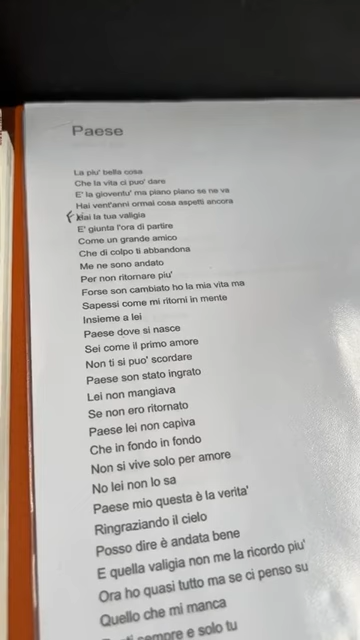 Paese
La piu' bella cosa
Che la vita ci puo' dare
E' la gioventu' ma piano piano se ne va
Hai vent'anni ormai cosa aspetti ancora
Fai la tua valigia
E' giunta l'ora di partire
Come un grande amico
Che di colpo ti abbandona
Me ne sono andato
Per non ritornare piu'
Forse son cambiato ho la mia vita ma
Sapessi come mi ritorni in mente
Insieme a lei
Paese dove si nasce
Sei come il primo amore
Non ti si puo' scordare
Paese son stato ingrato
Lei non mangiava
Se non ero ritornato
Paese lei non capiva
Che in fondo in fondo
Non si vive solo per amore
No lei non lo sa
Paese mio questa è la verita'
Ringraziando il cielo
Posso dire è andata bene
E quella valigia non me la ricordo piu'
Ora ho quasi tutto ma se ci penso su
Quello che mi manca
sempre e solo tu